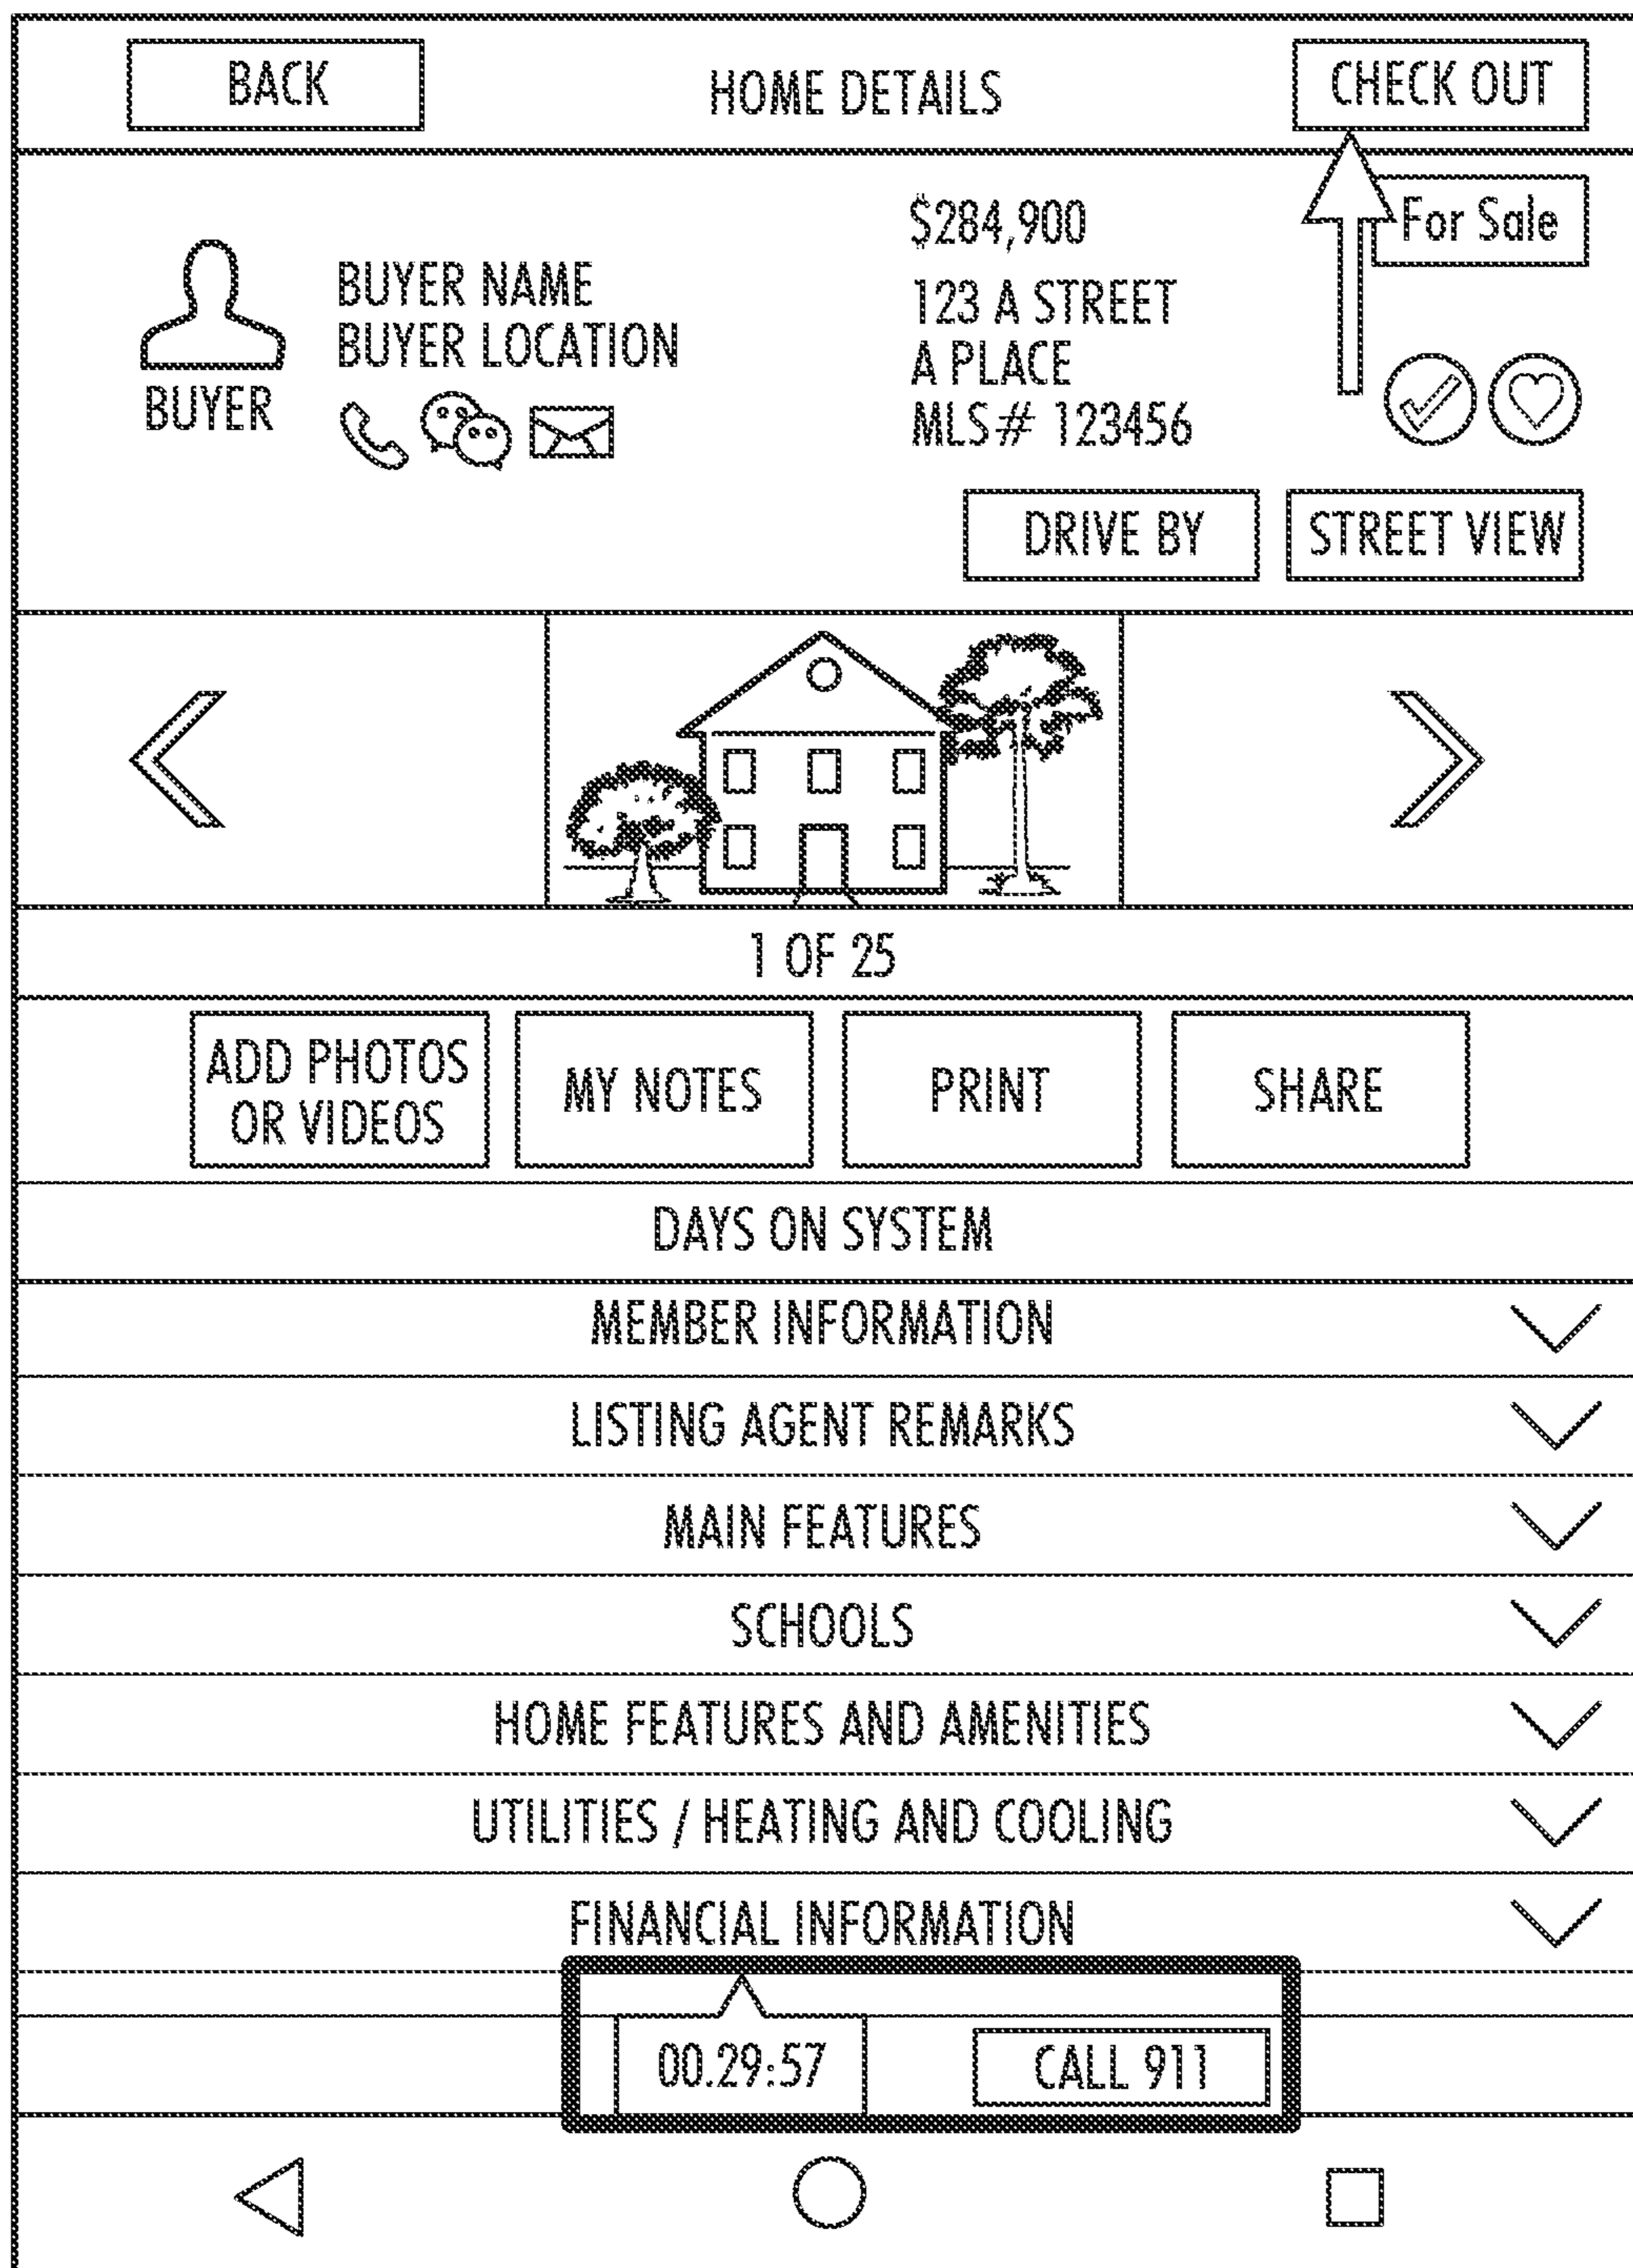 BACK
HOME DETAILS
CHECK OUT
BUYER
BUYER NAME
BUYER LOCATION
$284,900
For Sale
123 A STREET
A PLACE
MLS# 123456
DRIVE BY
STREET VIEW
1 OF 25
ADD PHOTOS
OR VIDEOS
MY NOTES
PRINT
SHARE
DAYS ON SYSTEM
MEMBER INFORMATION
LISTING AGENT REMARKS
MAIN FEATURES
SCHOOLS
HOME FEATURES AND AMENITIES
UTILITIES / HEATING AND COOLING
FINANCIAL INFORMATION
00.29:57
CALL 911